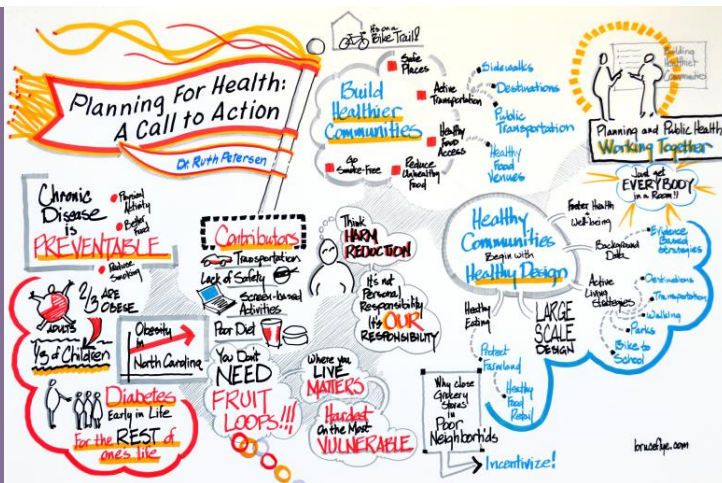 Planning For Health:
A Call to Action
Dr. Ruth Petersen
Chronic
Disease
is
PREVENTABLE
Physical
Activity
Better
Food
Reduce
Smoking
ADULTS
2/3 ARE
OBESE
1/3 of Children
Obesity
in
North Carolina
Diabetes
Early in Life
For the REST of
one's life
Contributors
Transportation
Lack of Safety
Screen-based
Activities
Poor Diet
You Don't
NEED
FRUIT
LOOPS!!!
It's on a
Bike Trail!
Build
Healthier
Communities
Safe
Places
Active
Transportation
Healthy
Food
Access
Reduce
Unhealthy
Food
Go
Smoke-Free
Sidewalks
Destinations
Public
Transportation
Healthy
Food
Venues
Think
HARM
REDUCTION
It's not
Personal
Responsibility
It's OUR
RESPONSIBILITY
Where you
LIVE
MATTERS
Hardest
On the Most
VULNERABLE
Building
Healthier
Communities
Planning and Public Health
Working Together
Just get
EVERYBODY
in a Room!!
Healthy
Communities
Begin with
Healthy Design
Foster Health
+
Well-being
Background
Data
Evidence
Based
Strategies
Active
Living
Strategies
Destinations
Transportation
Walking
Parks
Bike to
School
LARGE
SCALE
DESIGN
Healthy
Eating
Protect
Farmland
Healthy
Food
Retail
Why close
Grocery
Stores
in
Poor
Neighborhds
Incentivize!
bruceflye.com